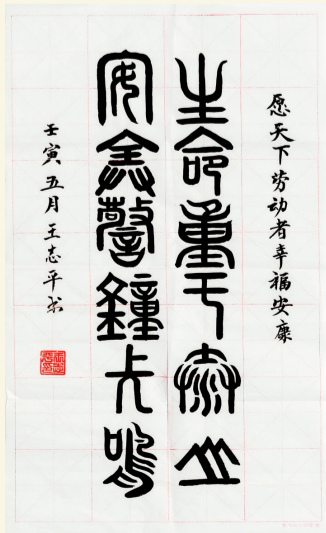 愿天下劳动者幸福安康
生命重于泰山
安全警鐘长鸣
壬寅五月王志平书